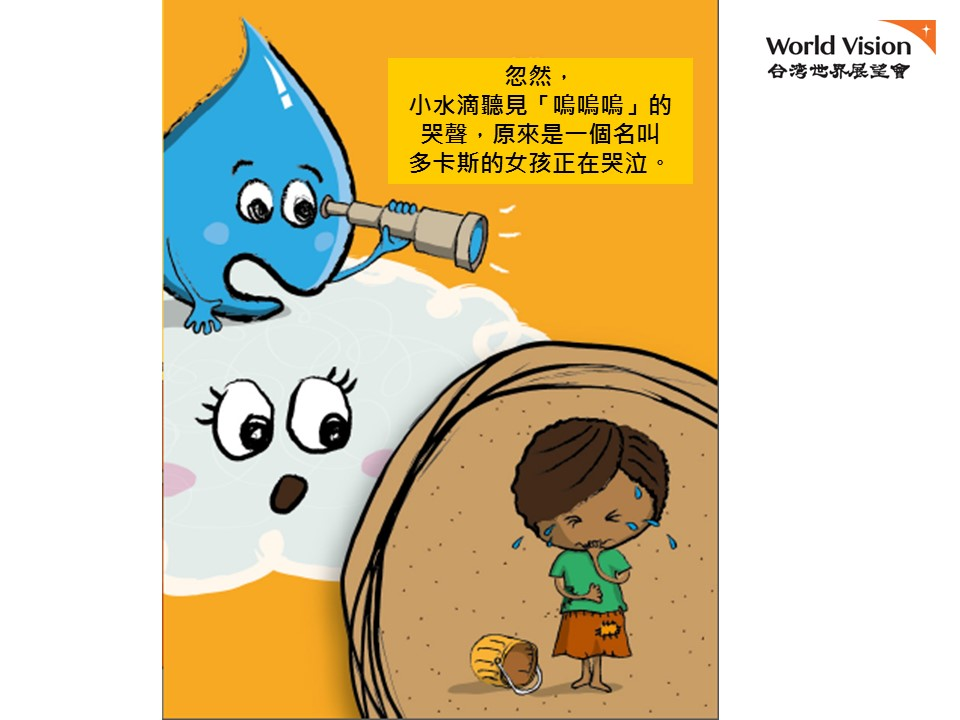 忽然，
小水滴聽見「嗚嗚嗚」的
哭聲，原來是一個名叫
多卡斯的女孩正在哭泣。
World Vision
台灣世界展望會